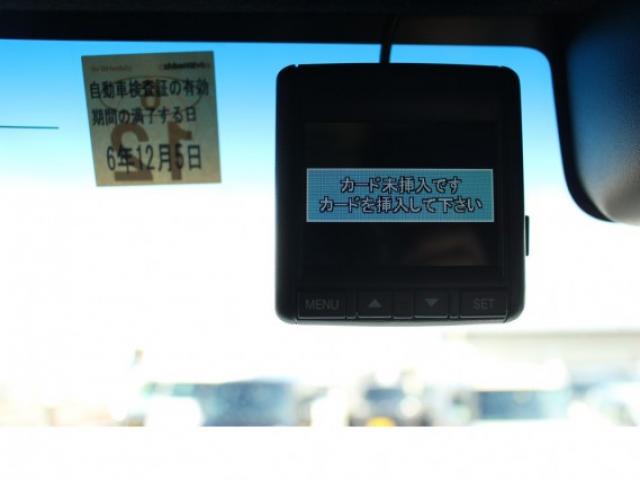 自動車検査証の有効
期間の満了する日
6年12月5日
カード未挿入です
カードを挿入して下さい
MENU
SET